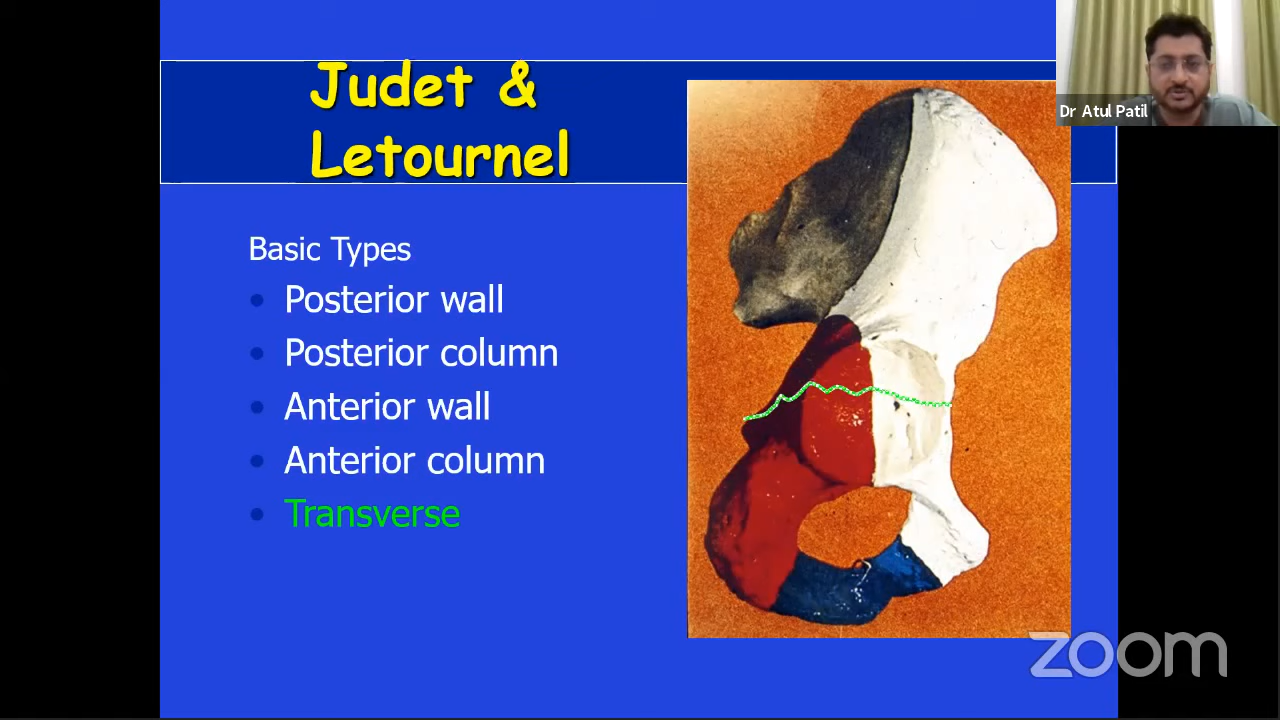 Judet &
Letournel
Dr Atul Patil
Basic Types
• Posterior wall
• Posterior column
• Anterior wall
• Anterior column
• Transverse
zoom